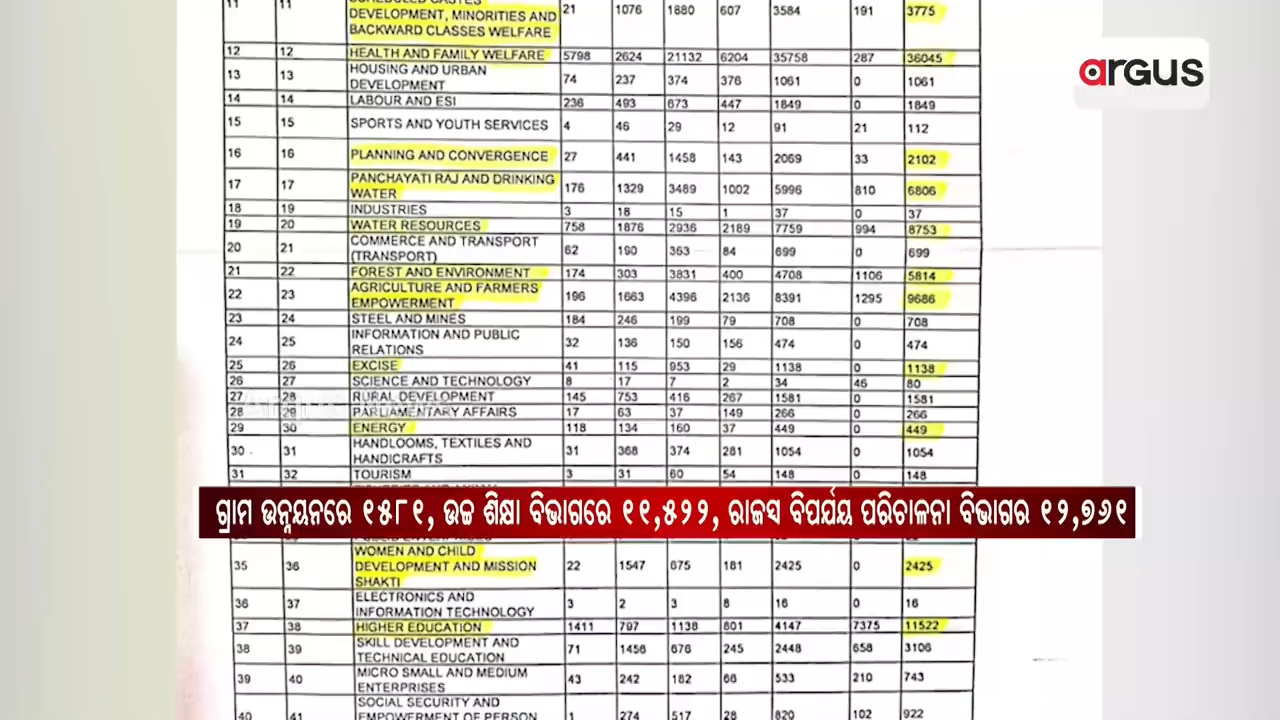 11 11 SCHEDULED CASTES DEVELOPMENT, MINORITIES AND BACKWARD CLASSES WELFARE 21 1076 1880 607 3584 191 3775
argus
12 12 HEALTH AND FAMILY WELFARE 5798 2624 21132 6204 35758 287 36045
13 13 HOUSING AND URBAN DEVELOPMENT 74 237 374 376 1061 0 1061
14 14 LABOUR AND ESI 236 493 673 447 1849 0 1849
15 15 SPORTS AND YOUTH SERVICES 4 46 29 12 91 21 112
16 16 PLANNING AND CONVERGENCE 27 441 1458 143 2069 33 2102
17 17 PANCHAYATI RAJ AND DRINKING WATER 176 1329 3489 1002 5996 810 6806
18 19 INDUSTRIES 3 18 15 1 37 0 37
19 20 WATER RESOURCES 758 1876 2936 2189 7759 994 8753
20 21 COMMERCE AND TRANSPORT (TRANSPORT) 62 190 363 84 699 0 699
21 22 FOREST AND ENVIRONMENT 174 303 3831 400 4708 1106 5814
22 23 AGRICULTURE AND FARMERS EMPOWERMENT 196 1663 4396 2136 8391 1295 9686
23 24 STEEL AND MINES 184 246 199 79 708 0 708
24 25 INFORMATION AND PUBLIC RELATIONS 32 136 150 156 474 0 474
25 26 EXCISE 41 115 953 29 1138 0 1138
26 27 SCIENCE AND TECHNOLOGY 8 17 7 2 34 46 80
27 28 RURAL DEVELOPMENT 145 753 416 267 1581 0 1581
28 29 PARLIAMENTARY AFFAIRS 17 63 37 149 266 0 266
29 30 ENERGY 118 134 160 37 449 0 449
30 31 HANDLOOMS, TEXTILES AND HANDICRAFTS 31 368 374 281 1054 0 1054
31 32 TOURISM 3 31 60 54 148 0 148
ଗ୍ରାମ ଉନ୍ନୟନରେ ୧୫୮୧, ଉଚ୍ଚ ଶିକ୍ଷା ବିଭାଗରେ ୧୧,୫୨୨, ରାଜସ୍ୱ ବିପର୍ଯ୍ୟୟ ପରିଚାଳନା ବିଭାଗର ୧୨,୭୬୧
35 36 WOMEN AND CHILD DEVELOPMENT AND MISSION SHAKTI 22 1547 675 181 2425 0 2425
36 37 ELECTRONICS AND INFORMATION TECHNOLOGY 3 2 3 8 16 0 16
37 38 HIGHER EDUCATION 1411 797 1138 801 4147 7375 11522
38 39 SKILL DEVELOPMENT AND TECHNICAL EDUCATION 71 1456 676 245 2448 658 3106
39 40 MICRO SMALL AND MEDIUM ENTERPRISES 43 242 182 66 533 210 743
40 41 SOCIAL SECURITY AND EMPOWERMENT OF PERSON 1 274 517 28 820 102 922